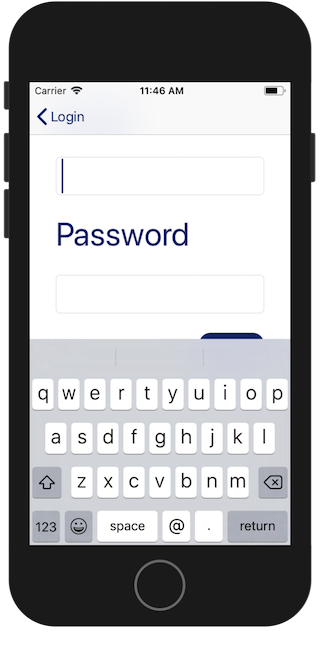 Carrier 11:46 AM
Login
Password
q w e r t y u i o p
a s d f g h j k l
z x c v b n m
123 space @ . return